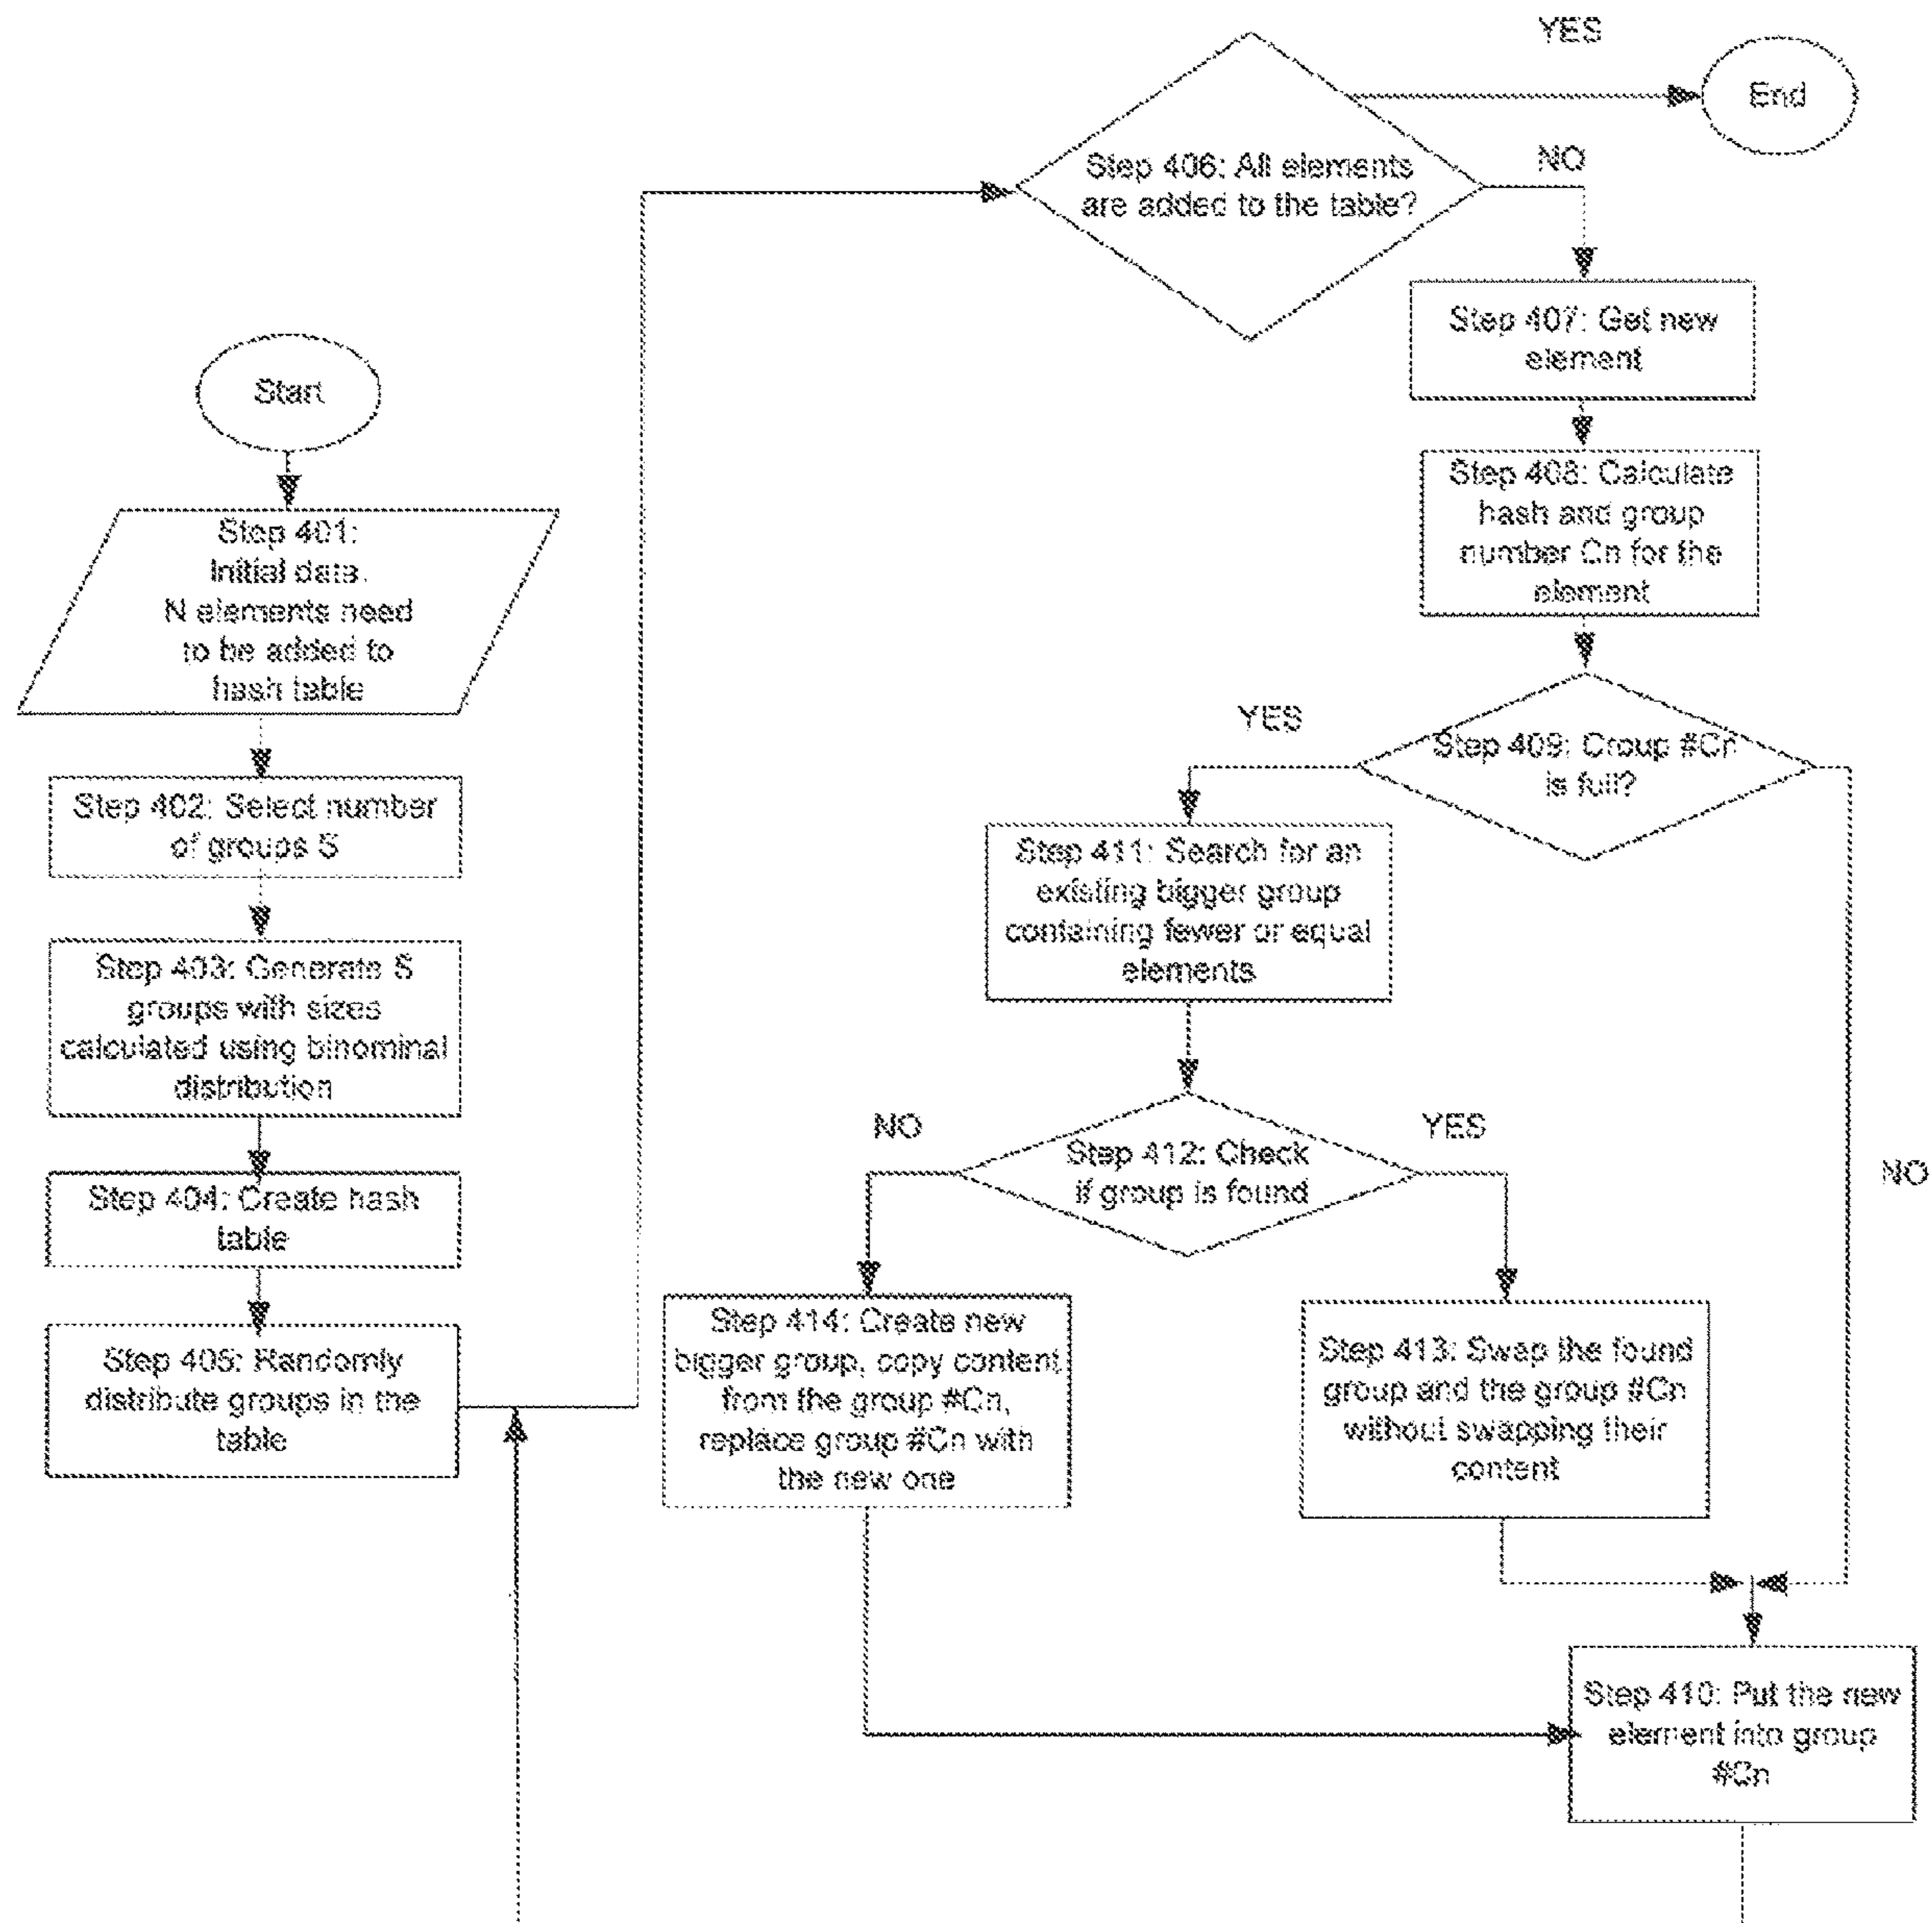 Start
Step 401:
Initial data.
N elements need
to be added to
hash table
Step 402: Select number
of groups S
Step 403: Generate S
groups with sizes
calculated using binominal
distribution
Step 404: Create hash
table
Step 405: Randomly
distribute groups in the
table
Step 406: All elements
are added to the table?
YES
End
NO
Step 407: Get new
element
Step 408: Calculate
hash and group
number Cn for the
element
Step 409: Croup #Cn
is full?
YES
NO
Step 411: Search for an
existing bigger group
containing fewer or equal
elements
Step 412: Check
if group is found
NO
YES
Step 414: Create new
bigger group, copy content
from the group #Cn,
replace group #Cn with
the new one
Step 413: Swap the found
group and the group #Cn
without swapping their
content
Step 410: Put the new
element into group
#Cn